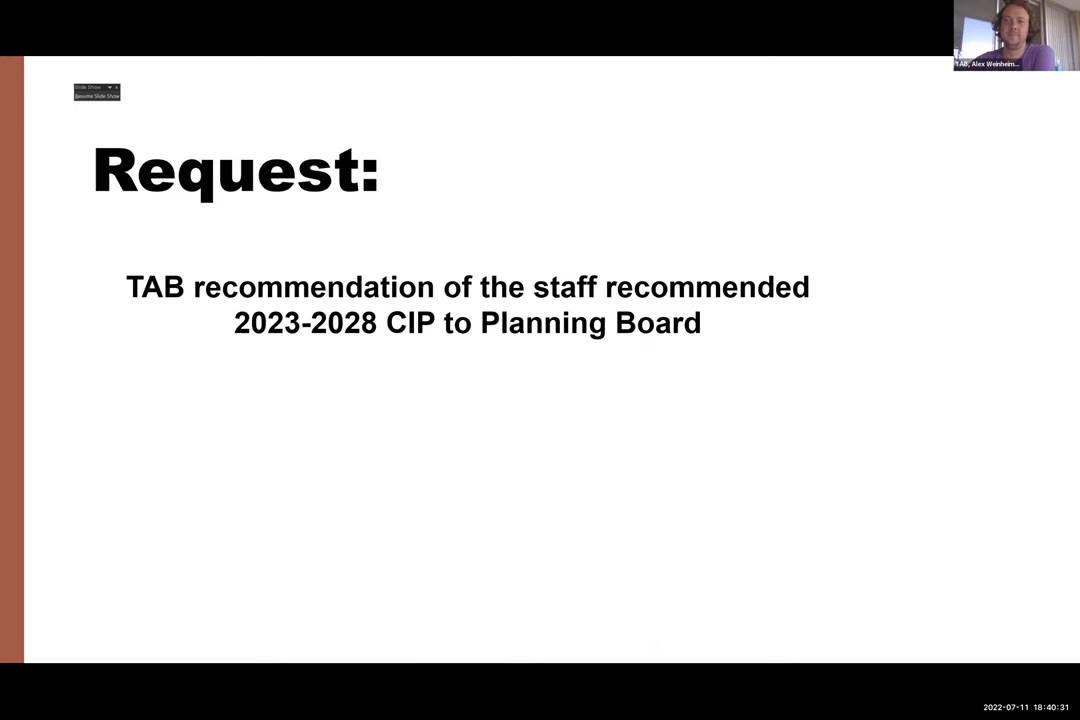 TAB, Alex Weinheim...
Slide Show
Resume Slide Show
Request:
TAB recommendation of the staff recommended
2023-2028 CIP to Planning Board
2022-07-11 18:40:31